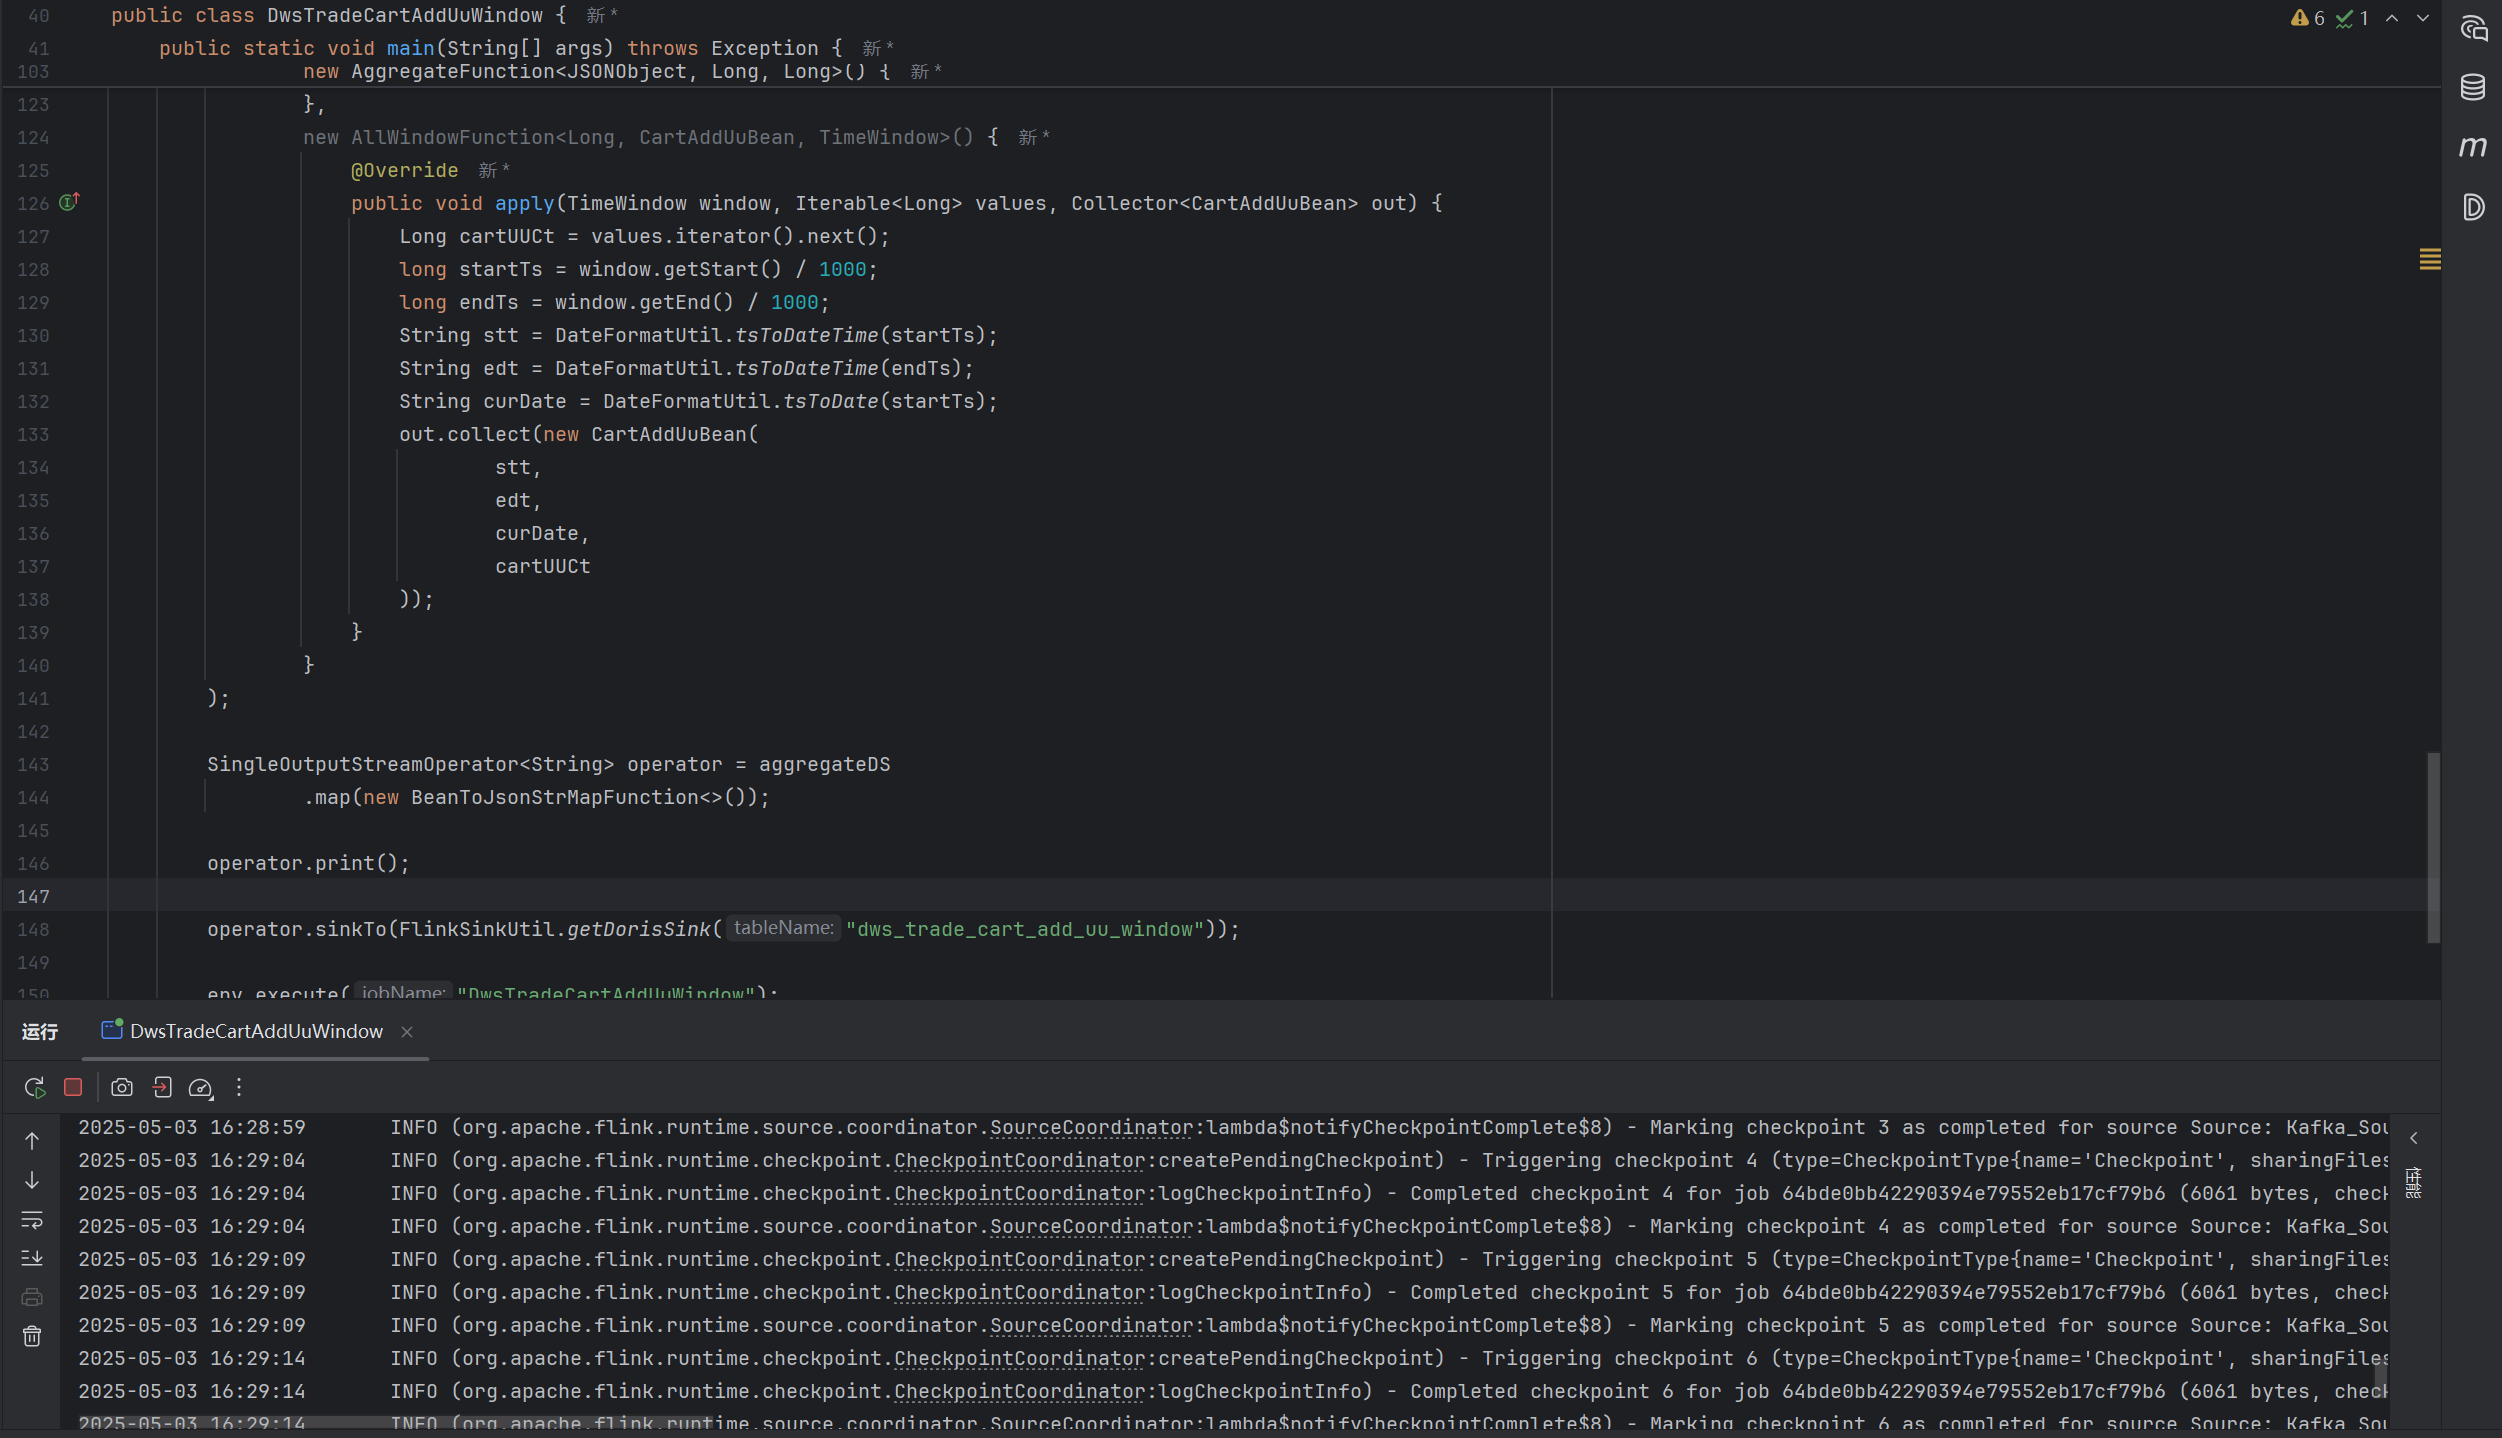 40 public class DwsTradeCartAddUuWindow { 新 *
6 1
41 public static void main(String[] args) throws Exception { 新 *
103 new AggregateFunction<JSONObject, Long, Long>() { 新 *
123 },
124 new AllWindowFunction<Long, CartAddUuBean, TimeWindow>() { 新 *
125 @Override 新 *
126 public void apply(TimeWindow window, Iterable<Long> values, Collector<CartAddUuBean> out) {
127 Long cartUUCt = values.iterator().next();
128 long startTs = window.getStart() / 1000;
129 long endTs = window.getEnd() / 1000;
130 String stt = DateFormatUtil.tsToDateTime(startTs);
131 String edt = DateFormatUtil.tsToDateTime(endTs);
132 String curDate = DateFormatUtil.tsToDate(startTs);
133 out.collect(new CartAddUuBean(
134 stt,
135 edt,
136 curDate,
137 cartUUCt
138 ));
139 }
140 }
141 );
142
143 SingleOutputStreamOperator<String> operator = aggregateDS
144 .map(new BeanToJsonStrMapFunction<>());
145
146 operator.print();
147
148 operator.sinkTo(FlinkSinkUtil.getDorisSink( tableName: "dws_trade_cart_add_uu_window"));
149
150 env.execute( jobName: "DwsTradeCartAddUuWindow");
运行 DwsTradeCartAddUuWindow
2025-05-03 16:28:59 INFO (org.apache.flink.runtime.source.coordinator.SourceCoordinator:lambda$notifyCheckpointComplete$8) - Marking checkpoint 3 as completed for source Source: Kafka_Sou
2025-05-03 16:29:04 INFO (org.apache.flink.runtime.checkpoint.CheckpointCoordinator:createPendingCheckpoint) - Triggering checkpoint 4 (type=CheckpointType{name='Checkpoint', sharingFiles
2025-05-03 16:29:04 INFO (org.apache.flink.runtime.checkpoint.CheckpointCoordinator:logCheckpointInfo) - Completed checkpoint 4 for job 64bde0bb42290394e79552eb17cf79b6 (6061 bytes, check
2025-05-03 16:29:04 INFO (org.apache.flink.runtime.source.coordinator.SourceCoordinator:lambda$notifyCheckpointComplete$8) - Marking checkpoint 4 as completed for source Source: Kafka_Sou
2025-05-03 16:29:09 INFO (org.apache.flink.runtime.checkpoint.CheckpointCoordinator:createPendingCheckpoint) - Triggering checkpoint 5 (type=CheckpointType{name='Checkpoint', sharingFiles
2025-05-03 16:29:09 INFO (org.apache.flink.runtime.checkpoint.CheckpointCoordinator:logCheckpointInfo) - Completed checkpoint 5 for job 64bde0bb42290394e79552eb17cf79b6 (6061 bytes, check
2025-05-03 16:29:09 INFO (org.apache.flink.runtime.source.coordinator.SourceCoordinator:lambda$notifyCheckpointComplete$8) - Marking checkpoint 5 as completed for source Source: Kafka_Sou
2025-05-03 16:29:14 INFO (org.apache.flink.runtime.checkpoint.CheckpointCoordinator:createPendingCheckpoint) - Triggering checkpoint 6 (type=CheckpointType{name='Checkpoint', sharingFiles
2025-05-03 16:29:14 INFO (org.apache.flink.runtime.checkpoint.CheckpointCoordinator:logCheckpointInfo) - Completed checkpoint 6 for job 64bde0bb42290394e79552eb17cf79b6 (6061 bytes, check
2025-05-03 16:29:14 INFO (org.apache.flink.runtime.source.coordinator.SourceCoordinator:lambda$notifyCheckpointComplete$8) - Marking checkpoint 6 as completed for source Source: Kafka_Sou
性能